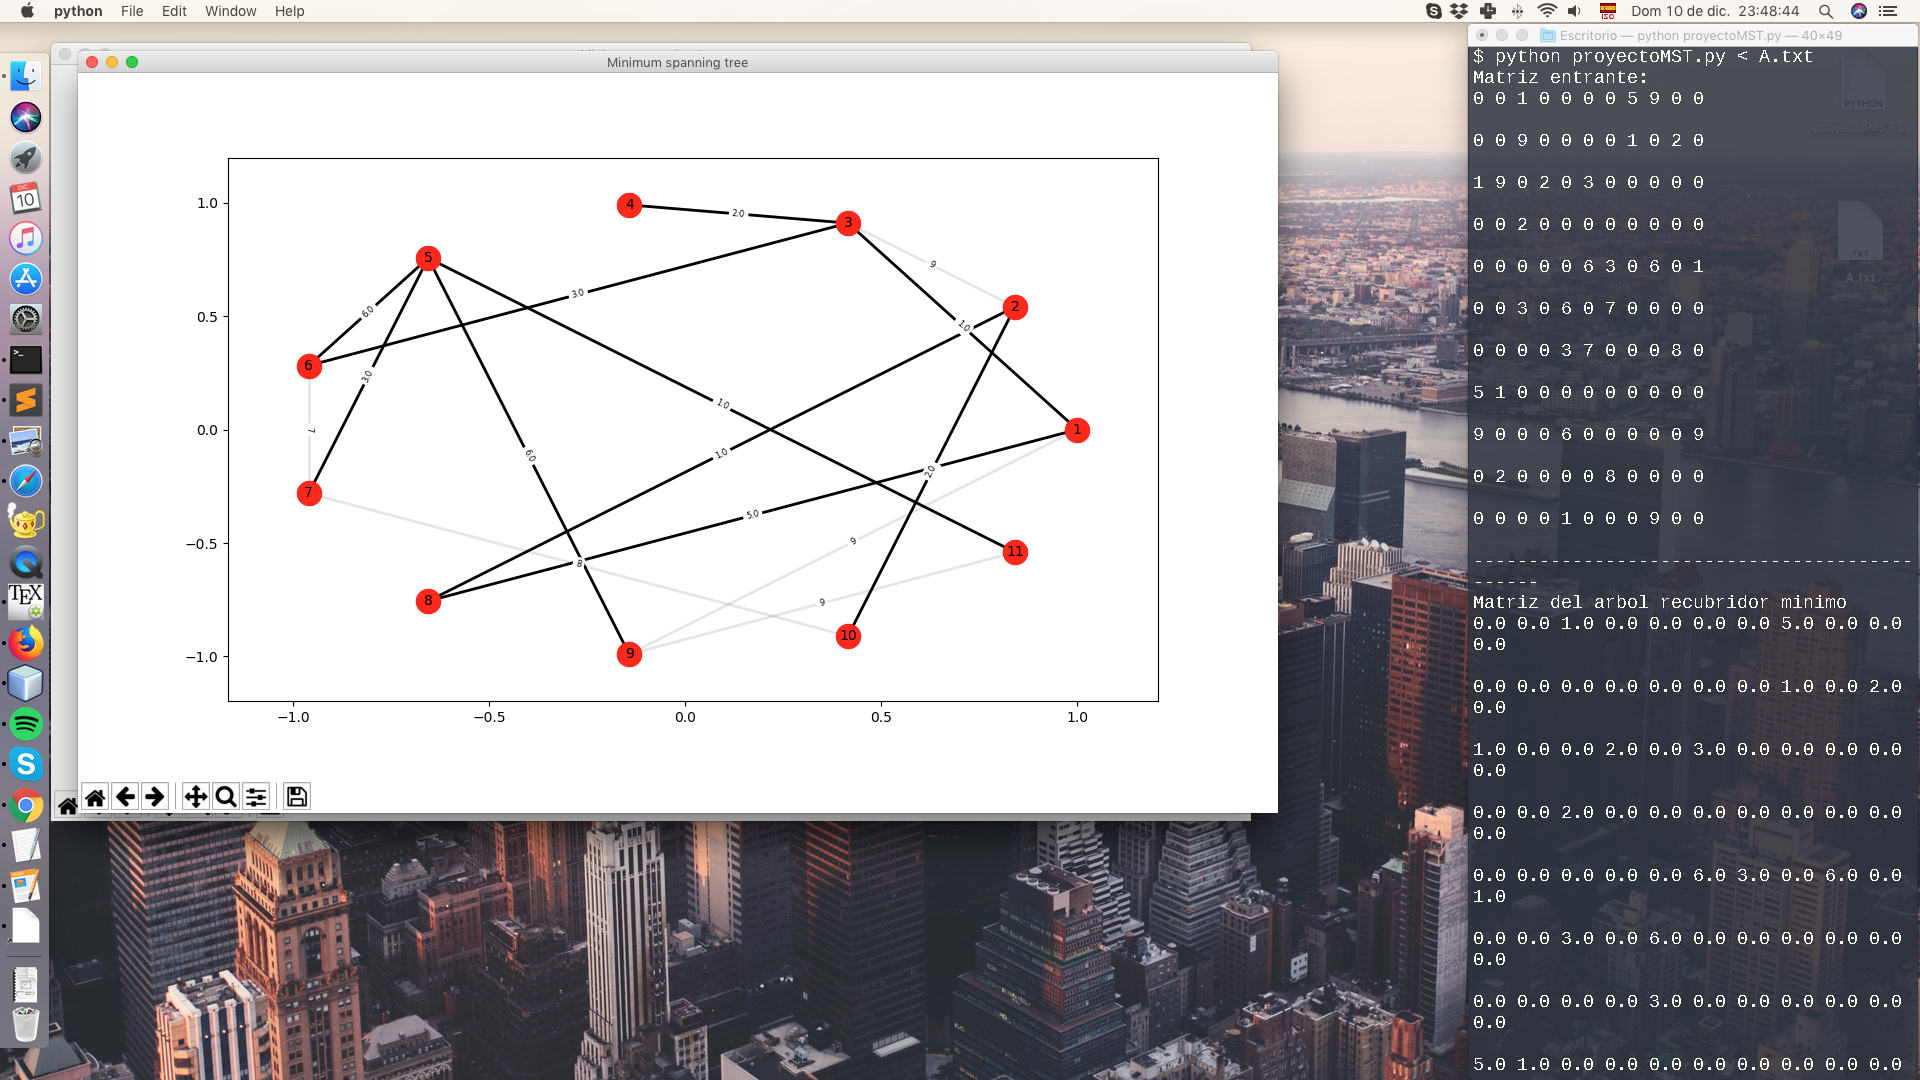 python File Edit Window Help
ISO
Dom 10 de dic. 23:48:44
Minimum spanning tree
4
2.0
3
5
9
3.0
6.0
2
1.0
6
3.0
1.0
7
1
6.0
1.0
2.0
7
5.0
9
11
8
8
9
10
9
1.0
0.5
0.0
−0.5
−1.0
−1.0 −0.5 0.0 0.5 1.0
DIC
10
TEX
Escritorio — python proyectoMST.py — 40×49
$ python proyectoMST.py < A.txt
Matriz entrante:
0 0 1 0 0 0 0 5 9 0 0
0 0 9 0 0 0 0 1 0 2 0
1 9 0 2 0 3 0 0 0 0 0
0 0 2 0 0 0 0 0 0 0 0
0 0 0 0 0 6 3 0 6 0 1
0 0 3 0 6 0 7 0 0 0 0
0 0 0 0 3 7 0 0 0 8 0
5 1 0 0 0 0 0 0 0 0 0
9 0 0 0 6 0 0 0 0 0 9
0 2 0 0 0 0 8 0 0 0 0
0 0 0 0 1 0 0 0 9 0 0
----------------------------------------
------
Matriz del arbol recubridor minimo
0.0 0.0 1.0 0.0 0.0 0.0 0.0 5.0 0.0 0.0
0.0
0.0 0.0 0.0 0.0 0.0 0.0 0.0 1.0 0.0 2.0
0.0
1.0 0.0 0.0 2.0 0.0 3.0 0.0 0.0 0.0 0.0
0.0
0.0 0.0 2.0 0.0 0.0 0.0 0.0 0.0 0.0 0.0
0.0
0.0 0.0 0.0 0.0 0.0 6.0 3.0 0.0 6.0 0.0
1.0
0.0 0.0 3.0 0.0 6.0 0.0 0.0 0.0 0.0 0.0
0.0
0.0 0.0 0.0 0.0 3.0 0.0 0.0 0.0 0.0 0.0
0.0
5.0 1.0 0.0 0.0 0.0 0.0 0.0 0.0 0.0 0.0
PYTHON
proyectoMST.py
TXT
A.txt